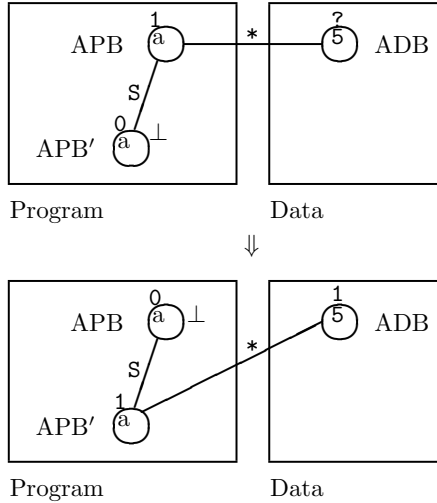 1 ?
APB a * 5 ADB
S
0
APB′ a ⊥
Program Data
⇓
0 1
APB a ⊥ 5 ADB
S *
1
APB′ a
Program Data